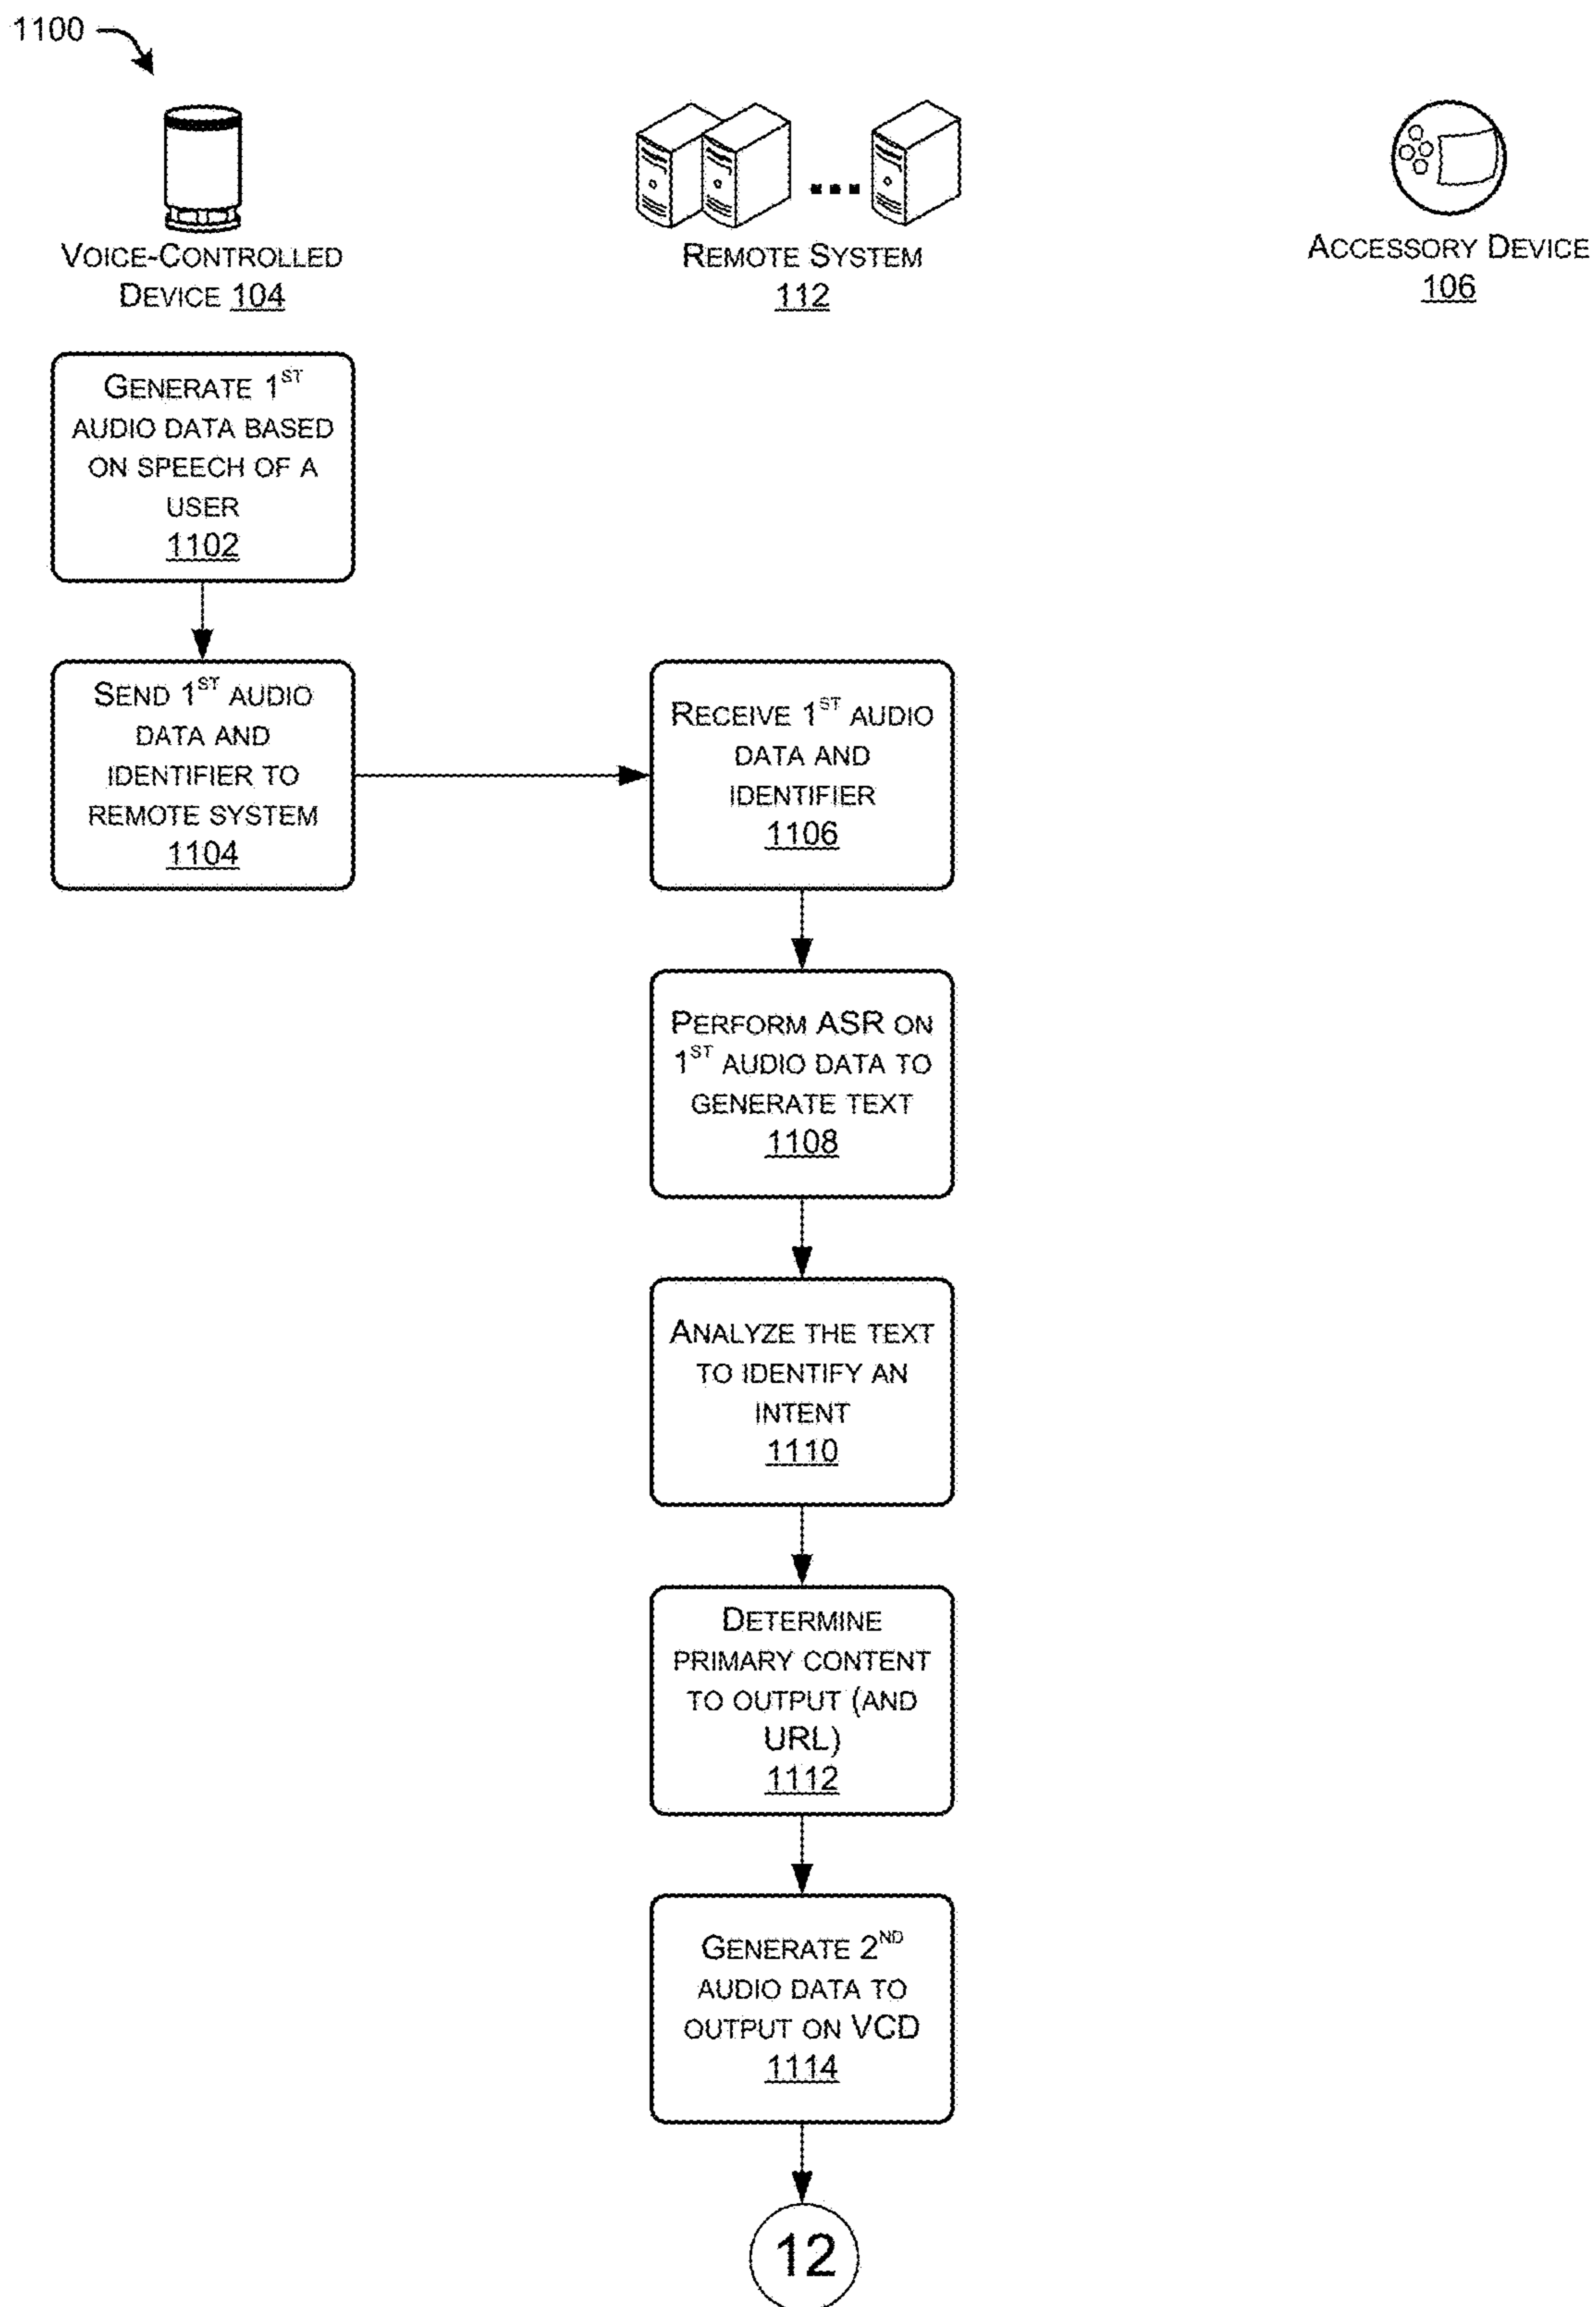 1100
VOICE-CONTROLLED
DEVICE 104
REMOTE SYSTEM
112
ACCESSORY DEVICE
106
GENERATE 1ST
AUDIO DATA BASED
ON SPEECH OF A
USER
1102
SEND 1ST AUDIO
DATA AND
IDENTIFIER TO
REMOTE SYSTEM
1104
RECEIVE 1ST AUDIO
DATA AND
IDENTIFIER
1106
PERFORM ASR ON
1ST AUDIO DATA TO
GENERATE TEXT
1108
ANALYZE THE TEXT
TO IDENTIFY AN
INTENT
1110
DETERMINE
PRIMARY CONTENT
TO OUTPUT (AND
URL)
1112
GENERATE 2ND
AUDIO DATA TO
OUTPUT ON VCD
1114
12